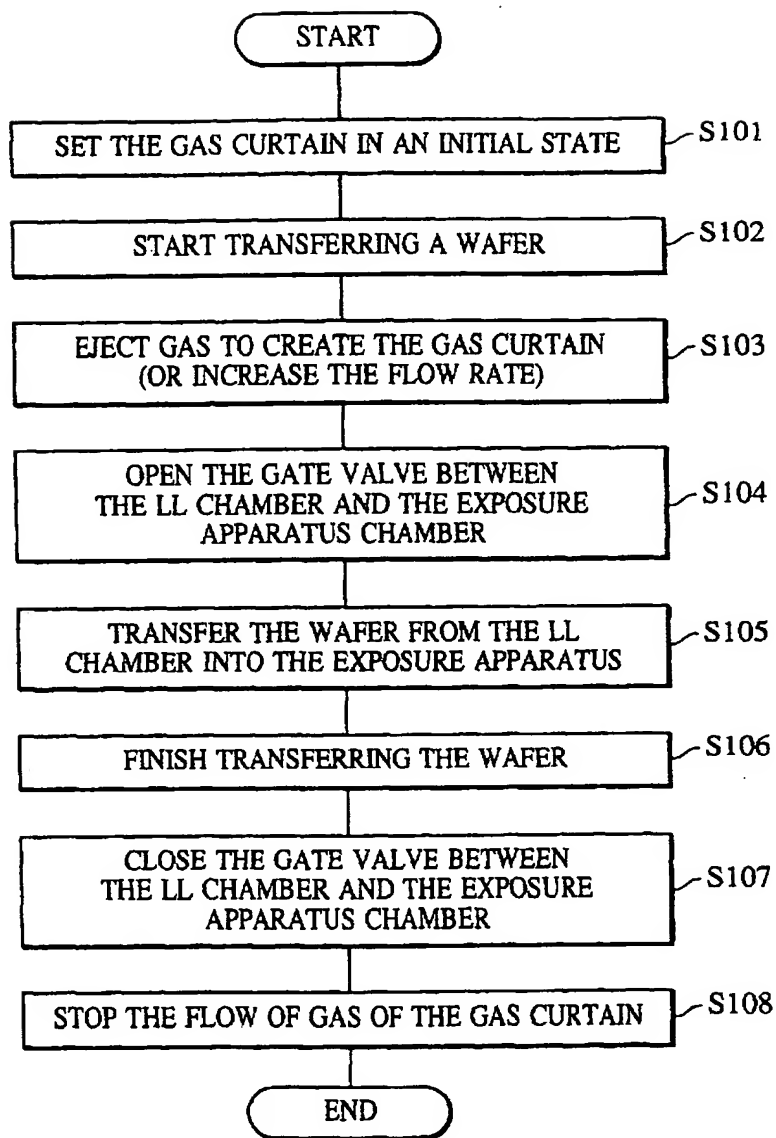 START
SET THE GAS CURTAIN IN AN INITIAL STATE
S101
START TRANSFERRING A WAFER
S102
EJECT GAS TO CREATE THE GAS CURTAIN
(OR INCREASE THE FLOW RATE)
S103
OPEN THE GATE VALVE BETWEEN
THE LL CHAMBER AND THE EXPOSURE
APPARATUS CHAMBER
S104
TRANSFER THE WAFER FROM THE LL
CHAMBER INTO THE EXPOSURE APPARATUS
S105
FINISH TRANSFERRING THE WAFER
S106
CLOSE THE GATE VALVE BETWEEN
THE LL CHAMBER AND THE EXPOSURE
APPARATUS CHAMBER
S107
STOP THE FLOW OF GAS OF THE GAS CURTAIN
S108
END